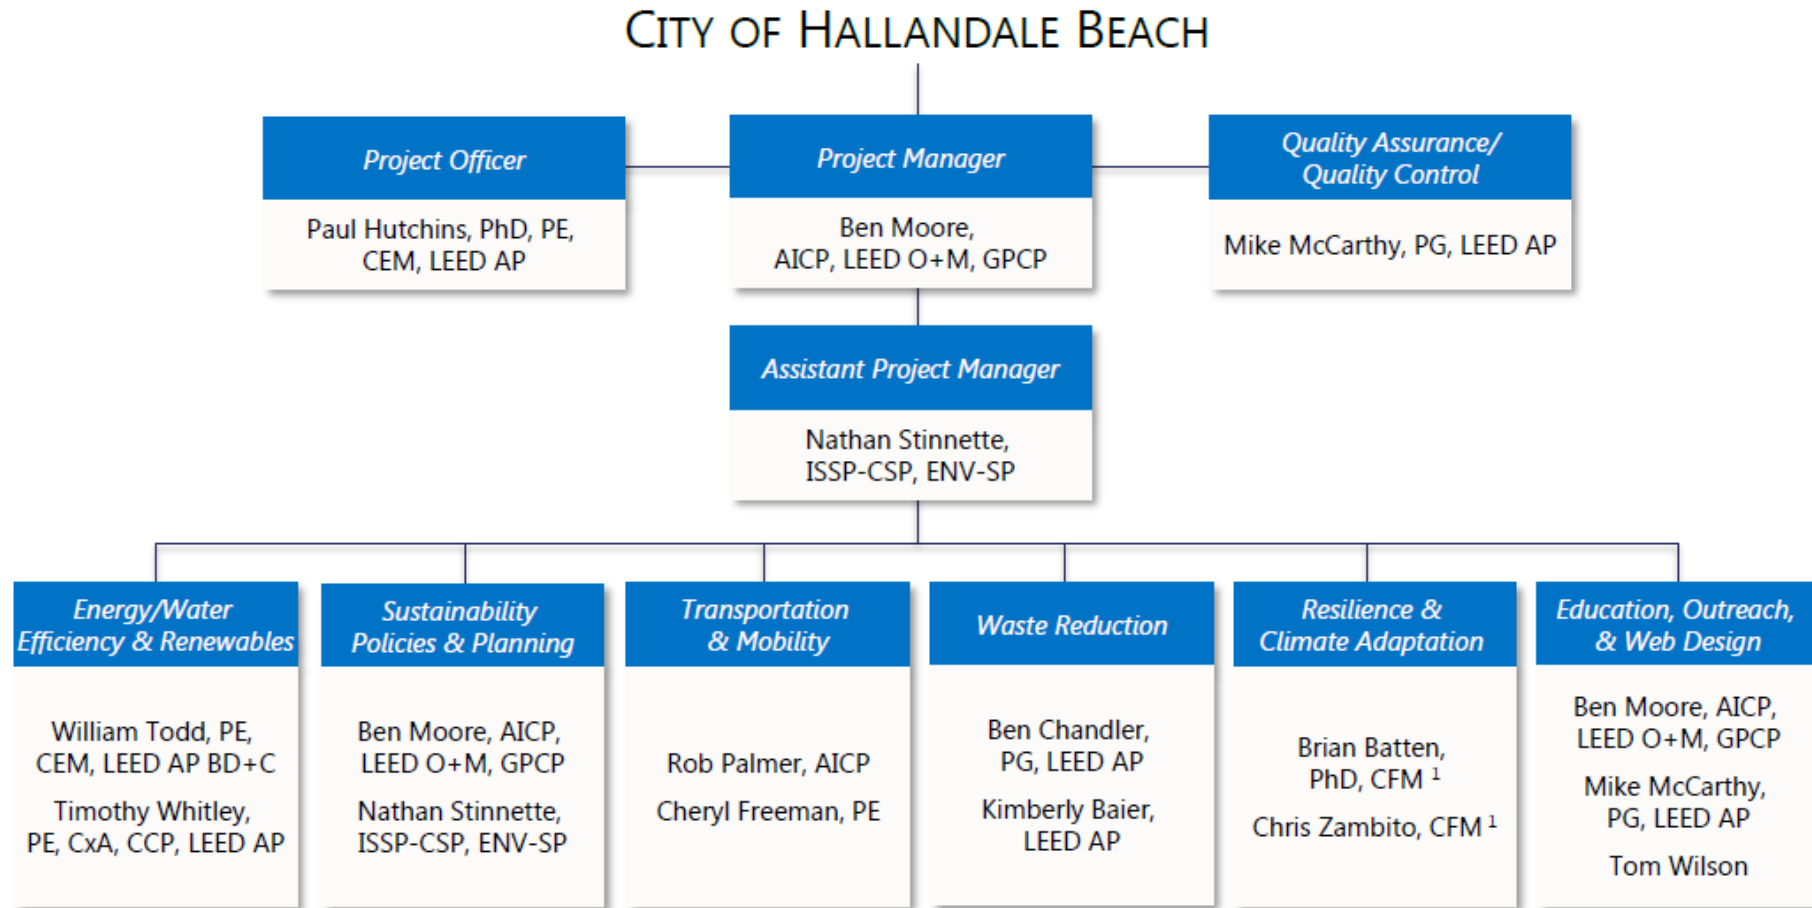 CITY OF HALLANDALE BEACH
Project Officer
Paul Hutchins, PhD, PE,
CEM, LEED AP
Project Manager
Ben Moore,
AICP, LEED O+M, GPCP
Quality Assurance/
Quality Control
Mike McCarthy, PG, LEED AP
Assistant Project Manager
Nathan Stinnette,
ISSP-CSP, ENV-SP
Energy/Water
Efficiency & Renewables
William Todd, PE,
CEM, LEED AP BD+C
Timothy Whitley,
PE, CxA, CCP, LEED AP
Sustainability
Policies & Planning
Ben Moore, AICP,
LEED O+M, GPCP
Nathan Stinnette,
ISSP-CSP, ENV-SP
Transportation
& Mobility
Rob Palmer, AICP
Cheryl Freeman, PE
Waste Reduction
Ben Chandler,
PG, LEED AP
Kimberly Baier,
LEED AP
Resilience &
Climate Adaptation
Brian Batten,
PhD, CFM 1
Chris Zambito, CFM 1
Education, Outreach,
& Web Design
Ben Moore, AICP,
LEED O+M, GPCP
Mike McCarthy,
PG, LEED AP
Tom Wilson